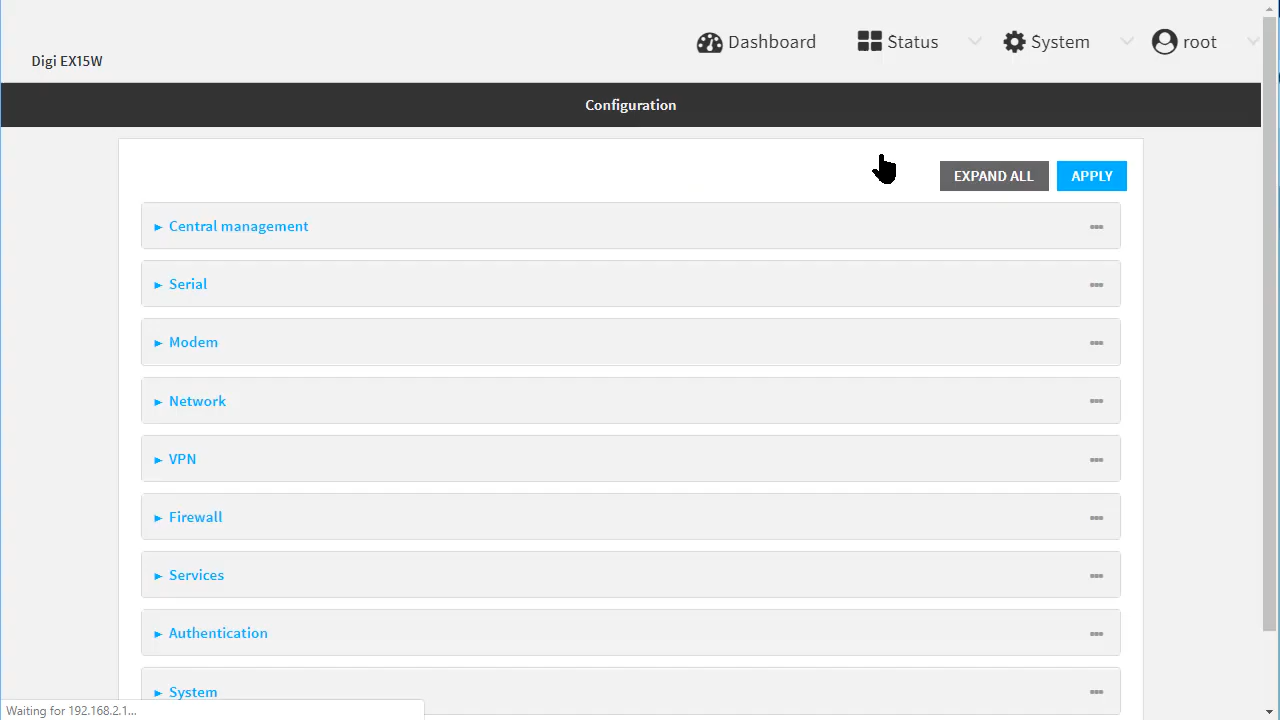 Digi EX15W
Dashboard
Status
System
root
Configuration
EXPAND ALL
APPLY
Central management
Serial
Modem
Network
VPN
Firewall
Services
Authentication
System
Waiting for 192.168.2.1...